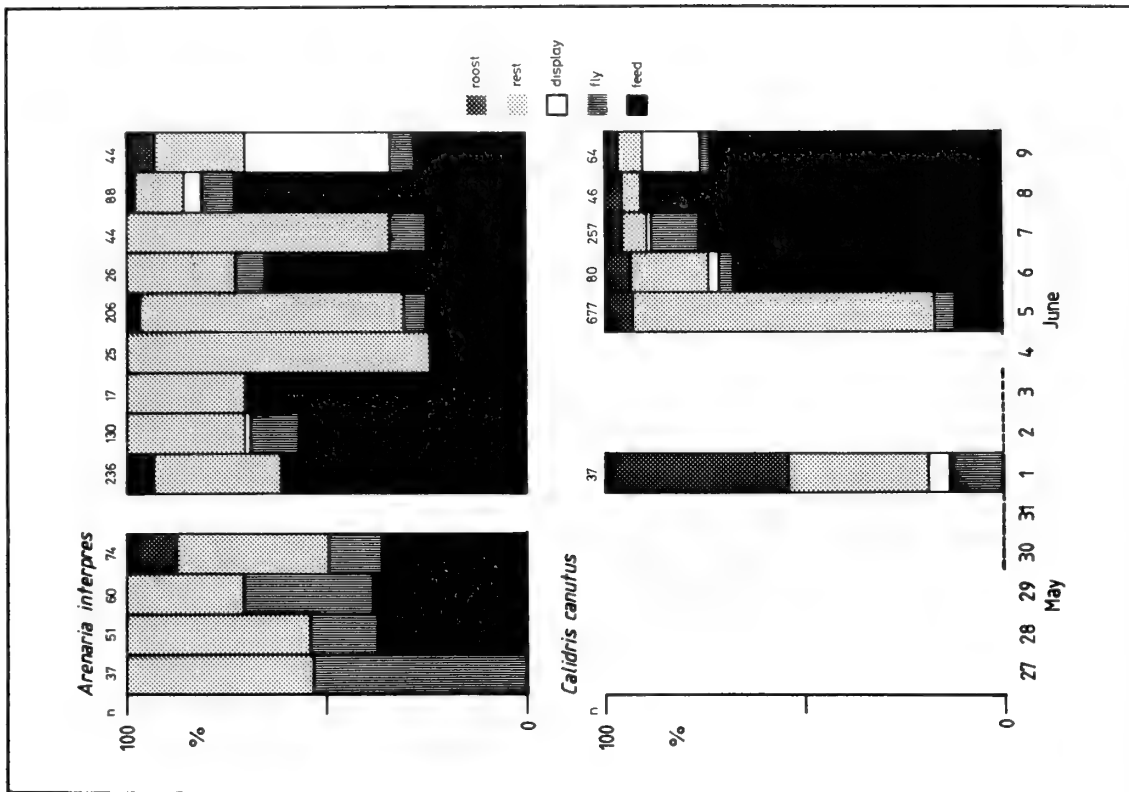 Arenaria interpres
n 37 51 60 74 236 130 17 25 206 26 44 88 44
100
%
0
roost
rest
display
fly
feed
Calidris canutus
n 37 677 80 257 46 64
100
%
0
27 28 29 30 31 1 2 3 4 5 6 7 8 9
May June